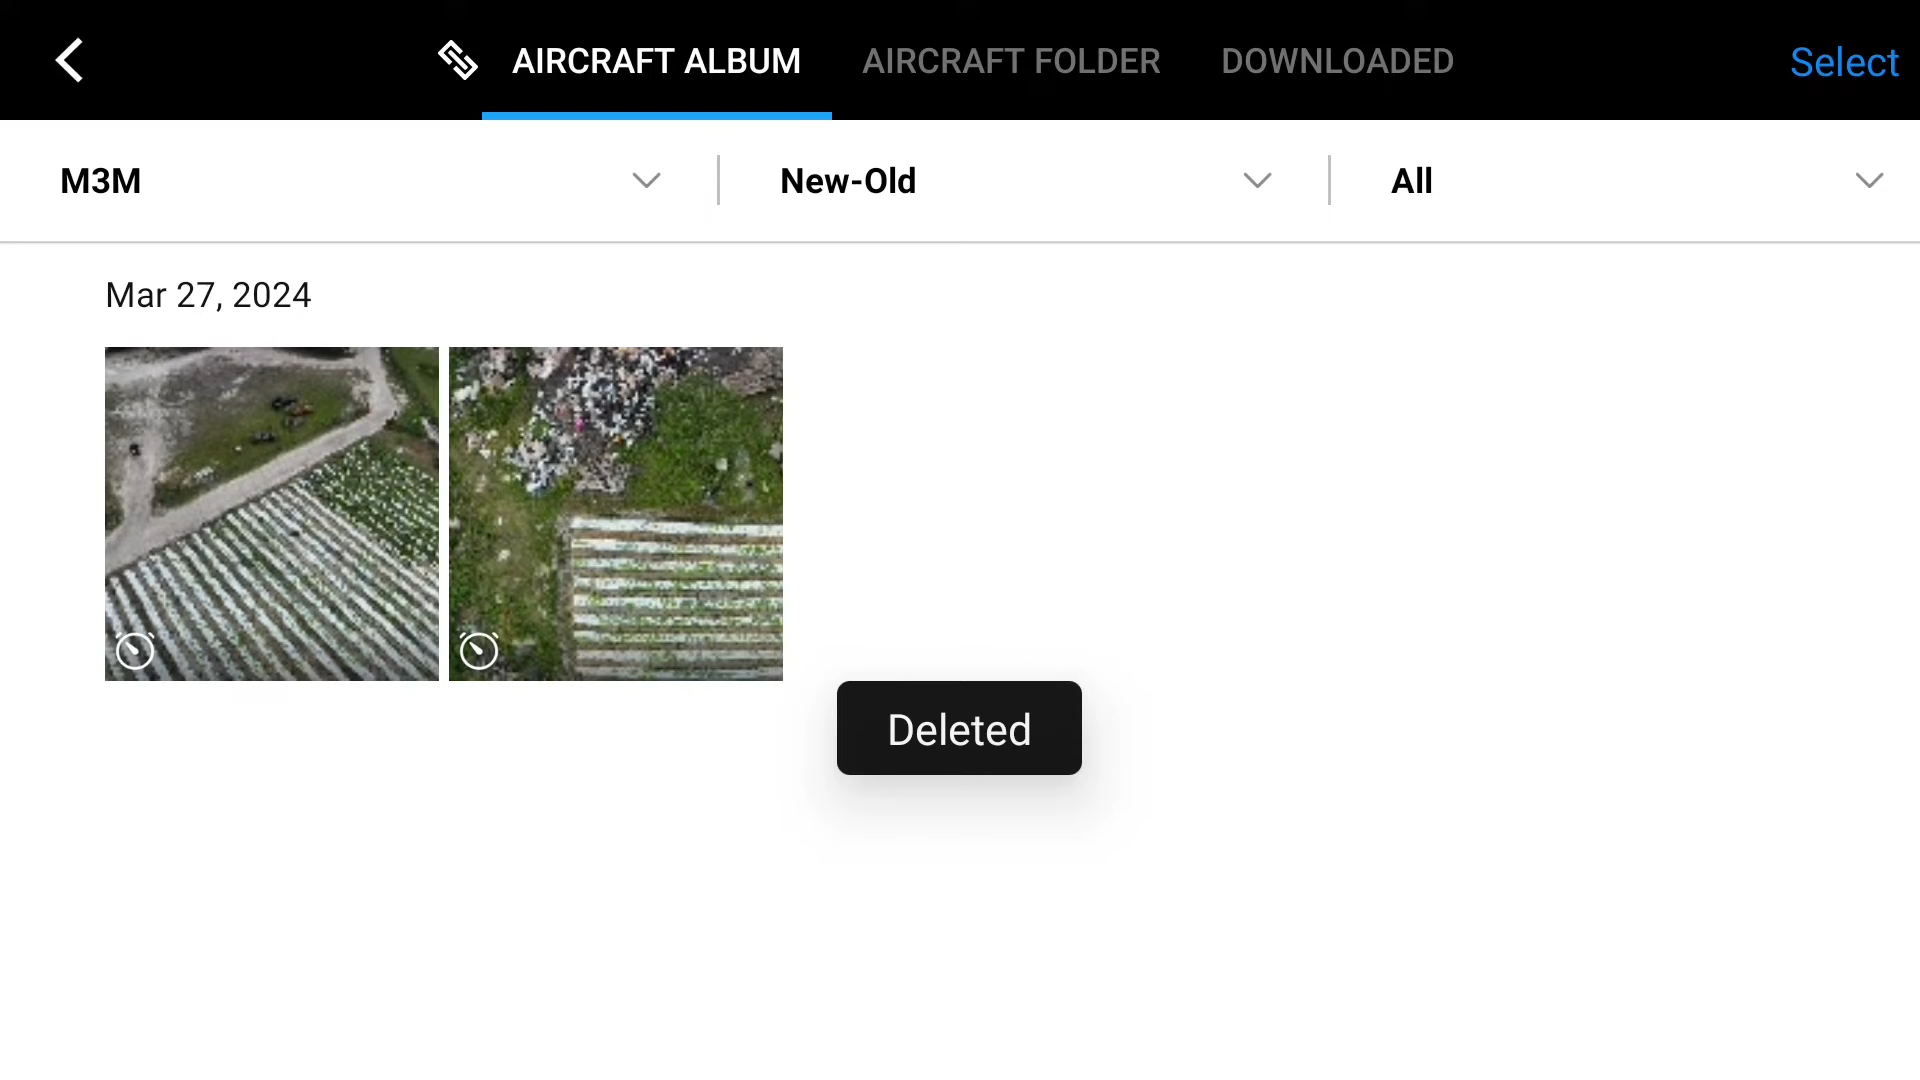 AIRCRAFT ALBUM AIRCRAFT FOLDER DOWNLOADED Select
M3M New-Old All
Mar 27, 2024
Deleted